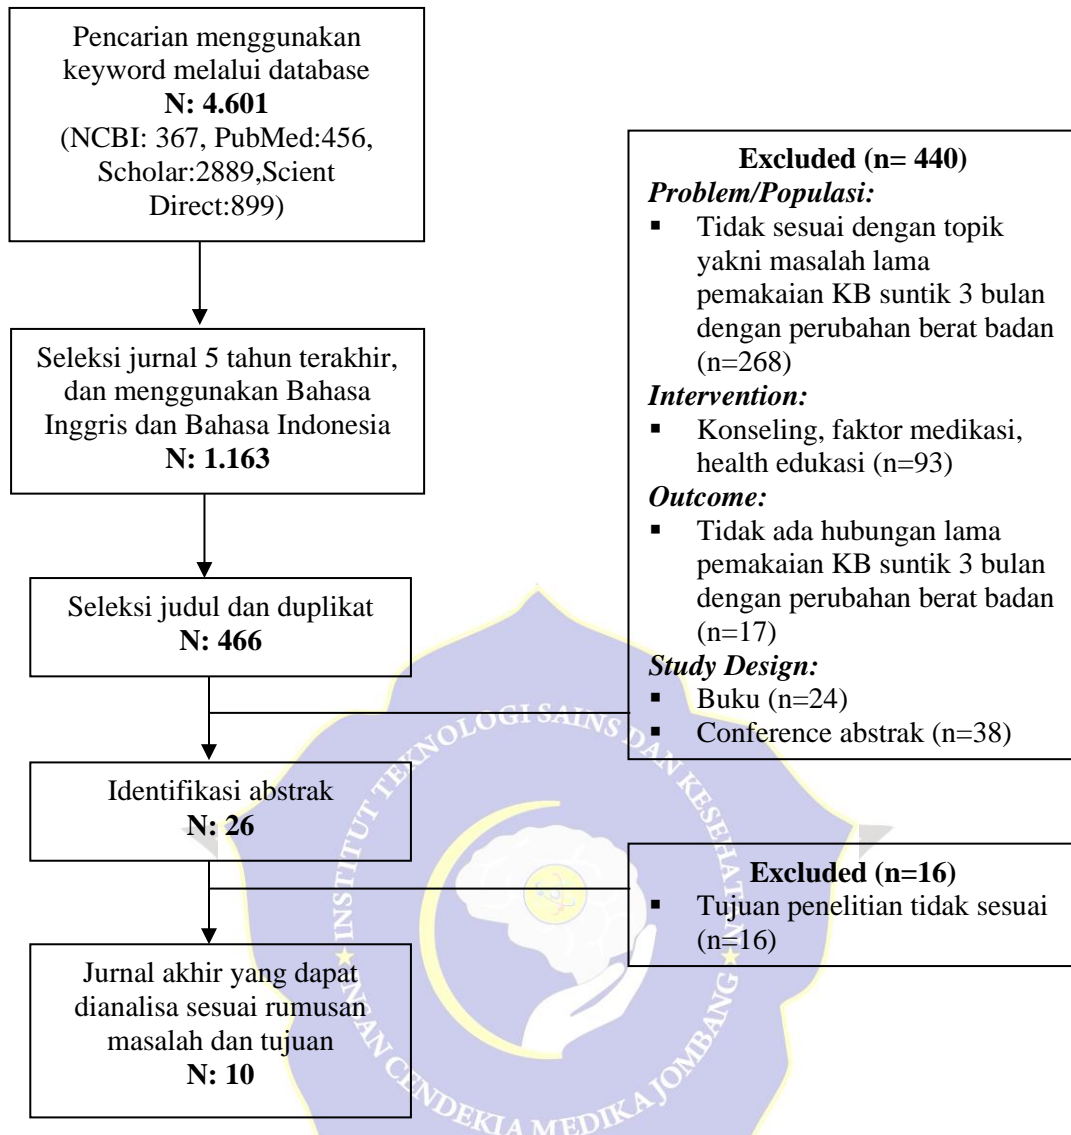 Pencarian menggunakan
keyword melalui database
N: 4.601
(NCBI: 367, PubMed:456,
Scholar:2889,Scient
Direct:899)
Seleksi jurnal 5 tahun terakhir,
dan menggunakan Bahasa
Inggris dan Bahasa Indonesia
N: 1.163
Seleksi judul dan duplikat
N: 466
Identifikasi abstrak
N: 26
Jurnal akhir yang dapat
dianalisa sesuai rumusan
masalah dan tujuan
N: 10
Excluded (n= 440)
Problem/Populasi:
▪ Tidak sesuai dengan topik
yakni masalah lama
pemakaian KB suntik 3 bulan
dengan perubahan berat badan
(n=268)
Intervention:
▪ Konseling, faktor medikasi,
health edukasi (n=93)
Outcome:
▪ Tidak ada hubungan lama
pemakaian KB suntik 3 bulan
dengan perubahan berat badan
(n=17)
Study Design:
▪ Buku (n=24)
▪ Conference abstrak (n=38)
Excluded (n=16)
▪ Tujuan penelitian tidak sesuai
(n=16)
INSTITUT TEKNOLOGI SAINS DAN KESEHATAN
INSAN CENDEKIA MEDIKA JOMBANG